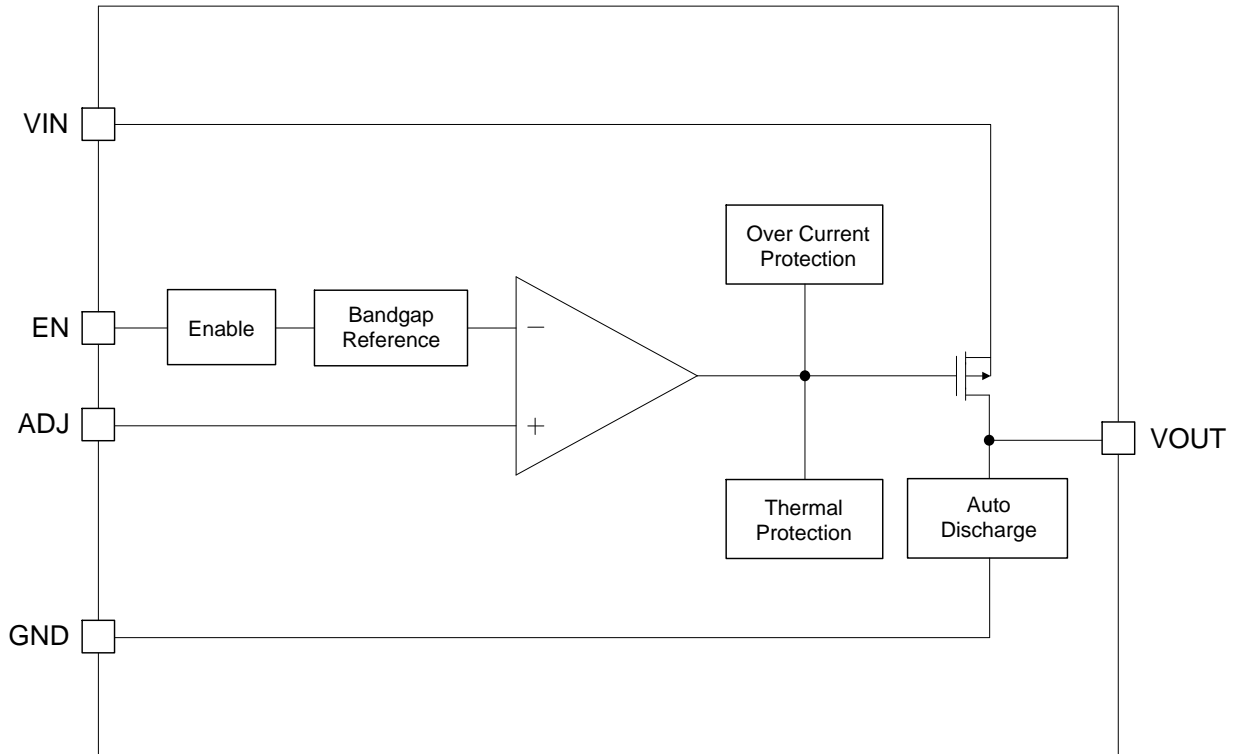 VIN
Over Current
Protection
EN
Enable
Bandgap
Reference
−
ADJ
+
VOUT
Thermal
Protection
Auto
Discharge
GND